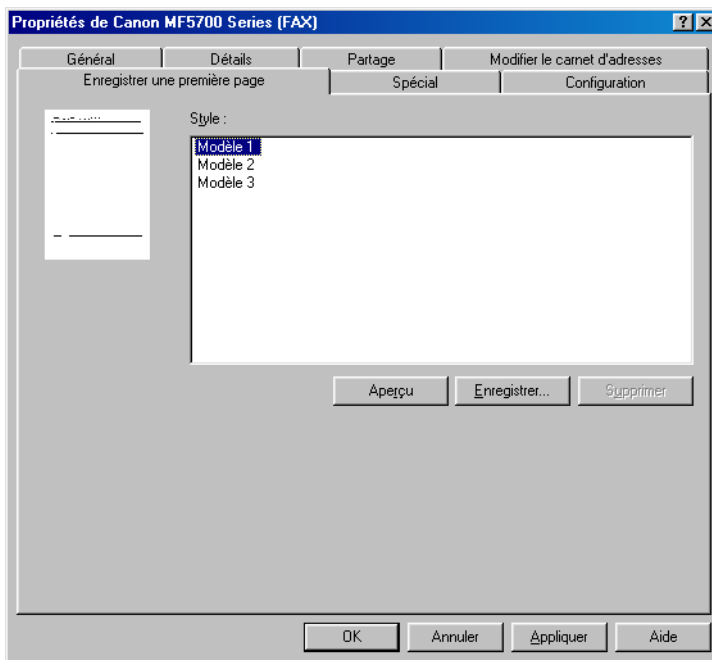 Propriétés de Canon MF5700 Series (FAX)
Général Détails Partage Modifier le carnet d'adresses
Enregistrer une première page Spécial Configuration
Style :
Modèle 1
Modèle 2
Modèle 3
Aperçu Enregistrer... Supprimer
OK Annuler Appliquer Aide